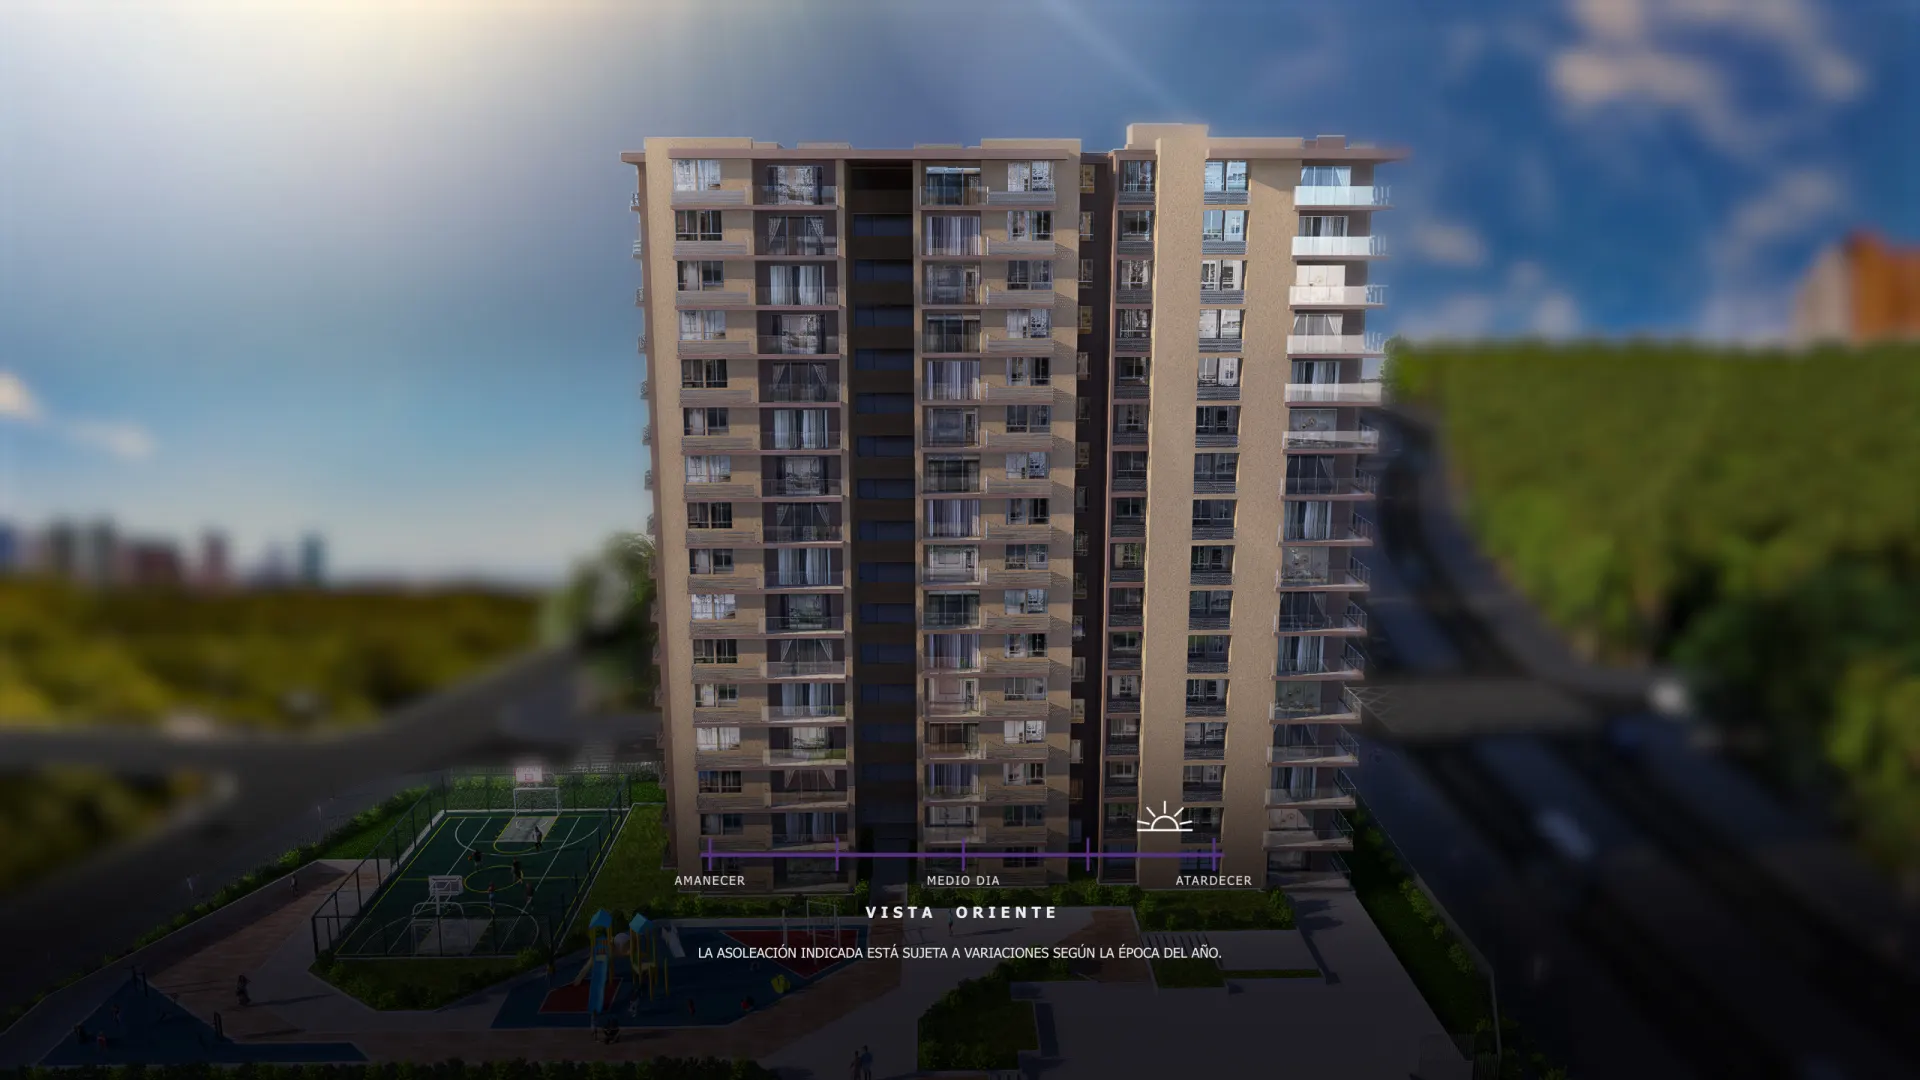 AMANECER MEDIO DIA ATARDECER
VISTA ORIENTE
LA ASOLEACIÓN INDICADA ESTÁ SUJETA A VARIACIONES SEGÚN LA ÉPOCA DEL AÑO.